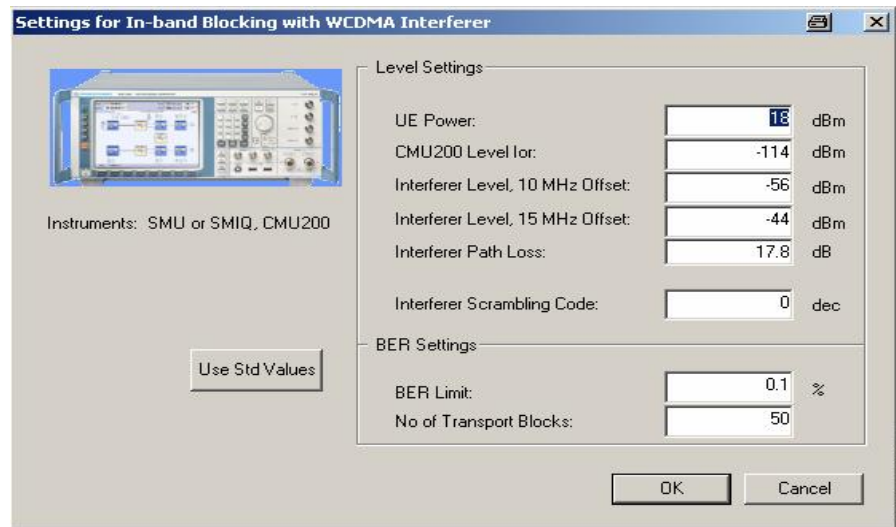 Settings for In-band Blocking with WCDMA Interferer
Level Settings
UE Power: 18 dBm
CMU200 Level Ior: -114 dBm
Interferer Level, 10 MHz Offset: -56 dBm
Interferer Level, 15 MHz Offset: -44 dBm
Interferer Path Loss: 17.8 dB
Interferer Scrambling Code: 0 dec
Instruments: SMU or SMIQ, CMU200
Use Std Values
BER Settings
BER Limit: 0.1 %
No of Transport Blocks: 50
OK
Cancel